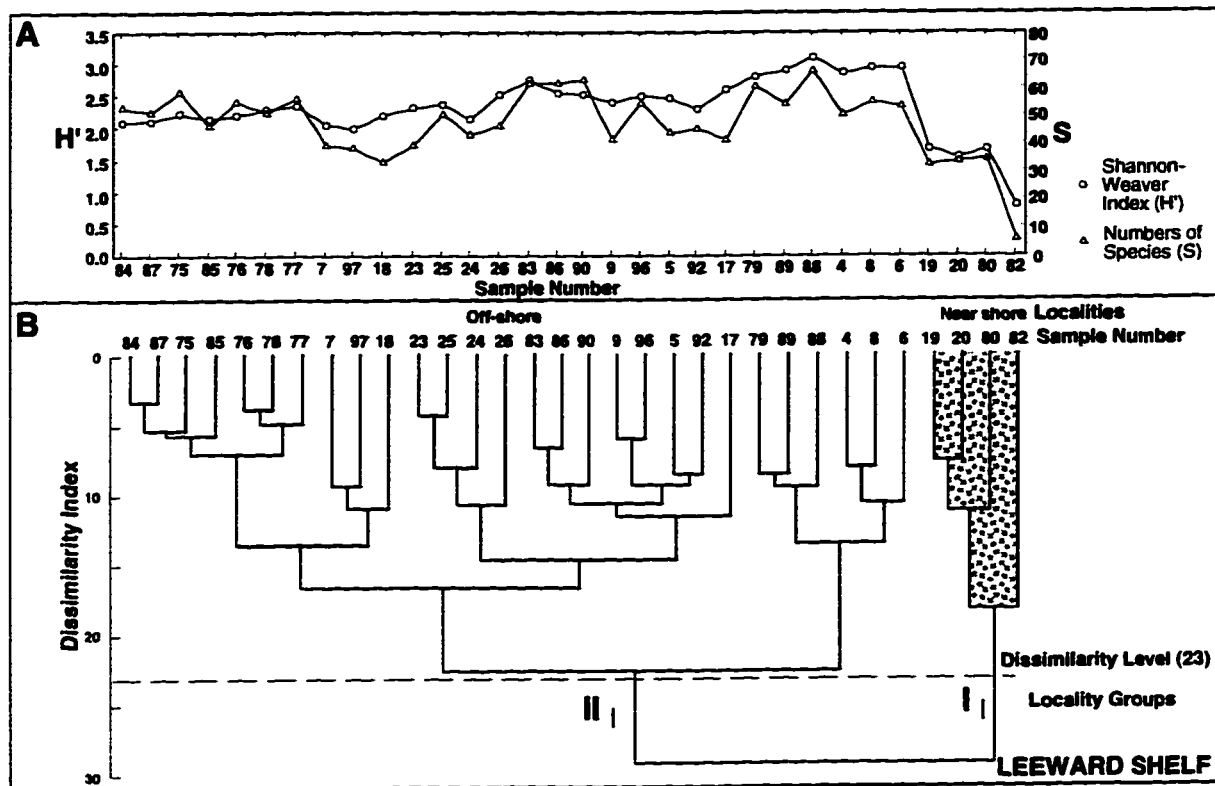 A
3.5
3.0
2.5
2.0
1.5
1.0
0.5
0.0
H'
80
70
60
50
40
30
20
10
0
S
Shannon-
Weaver
Index (H')
Numbers of
Species (S)
84 87 75 85 76 78 77 7 97 18 23 25 24 26 83 86 90 9 96 5 92 17 79 89 88 4 8 6 19 20 80 82
Sample Number
B
Off-shore Near shore Localities
84 87 75 85 76 78 77 7 97 18 23 25 24 26 83 86 90 9 96 5 92 17 79 89 88 4 8 6 19 20 80 82 Sample Number
0
10
20
30
Dissimilarity Index
Dissimilarity Level (23)
II I Locality Groups
LEEWARD SHELF